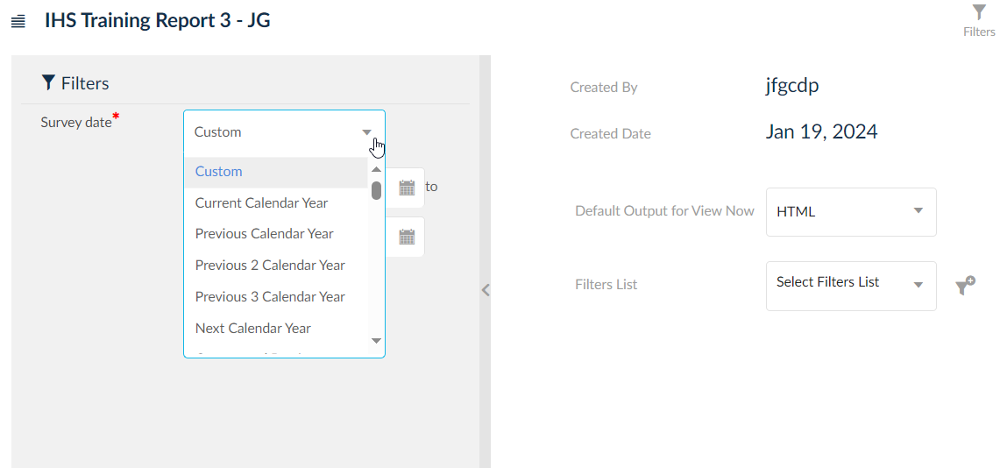 IHS Training Report 3 - JG
Filters
Filters
Survey date*
Custom
Custom
Current Calendar Year
Previous Calendar Year
Previous 2 Calendar Year
Previous 3 Calendar Year
Next Calendar Year
to
Created By
jfgcdp
Created Date
Jan 19, 2024
Default Output for View Now
HTML
Filters List
Select Filters List